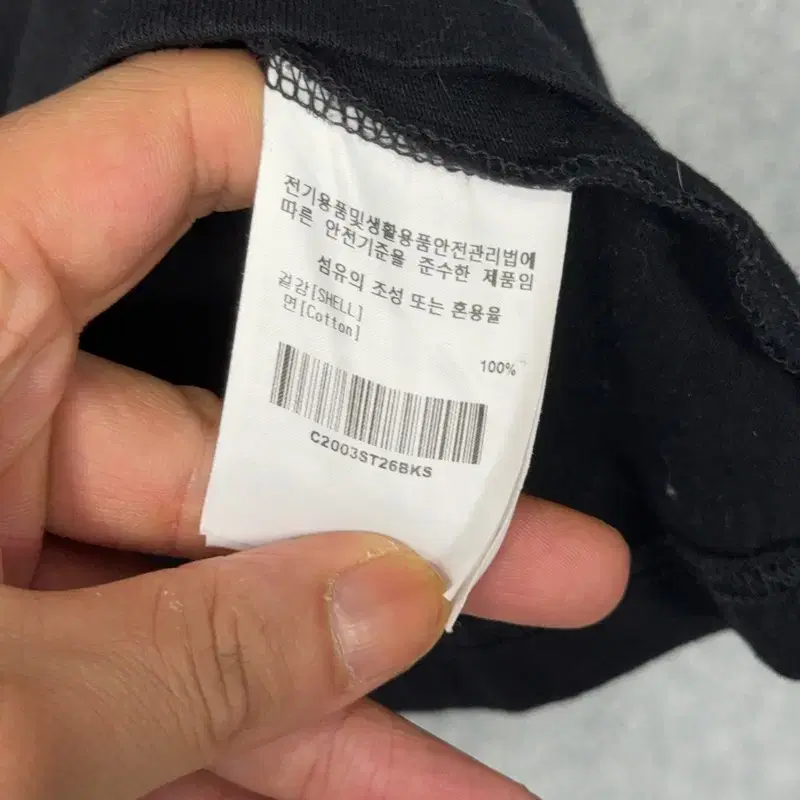 전기용품및생활용품안전관리법에
따른 안전기준을 준수한 제품임
섬유의 조성 또는 혼용율
겉감[SHELL]
면[Cotton]
100%
C2003ST26BKS